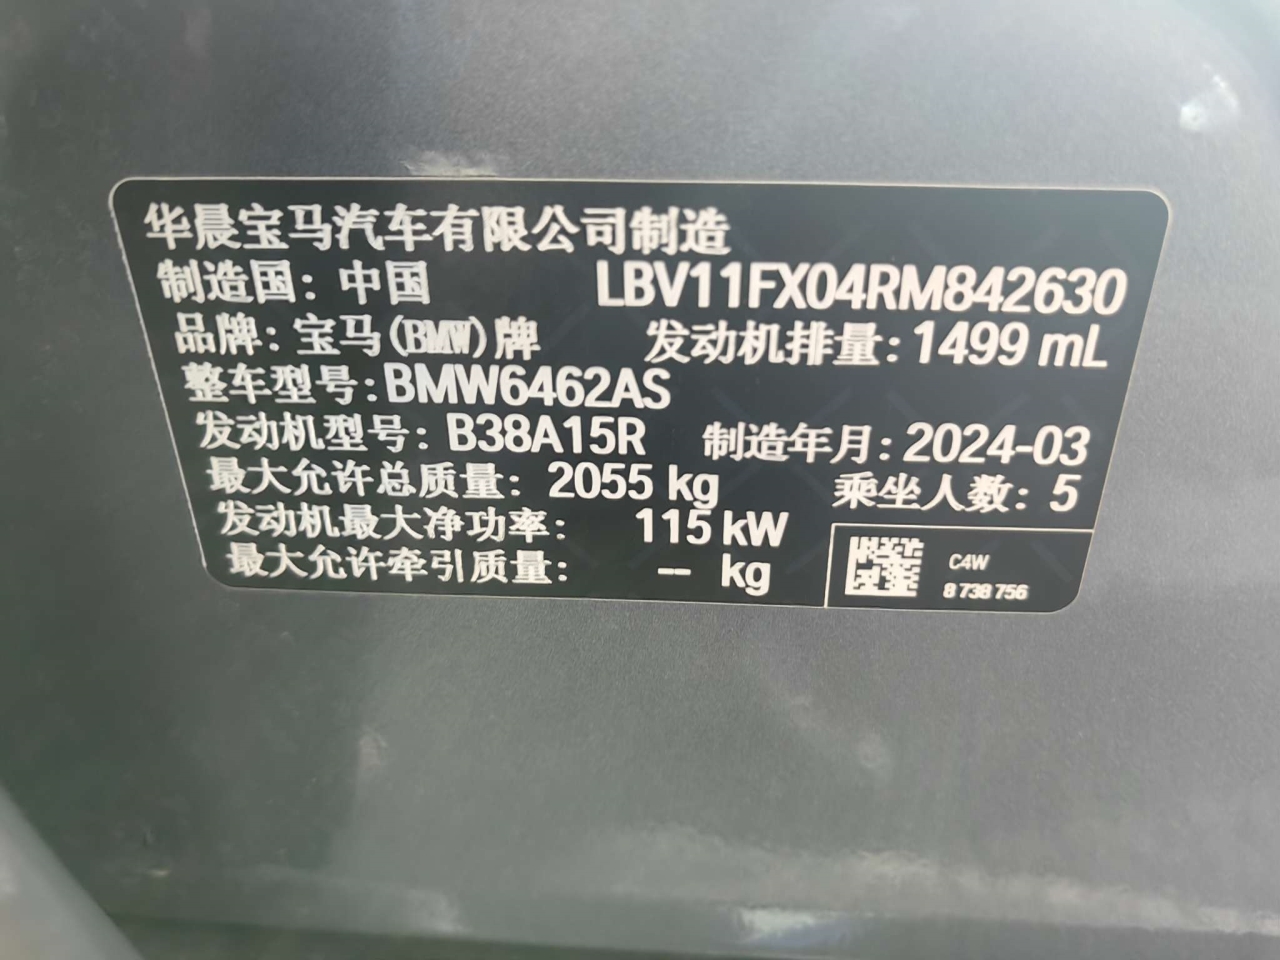 华晨宝马汽车有限公司制造
制造国：中国 LBV11FX04RM842630
品牌：宝马(BMW)牌 发动机排量：1499 mL
整车型号：BMW6462AS
发动机型号：B38A15R 制造年月：2024-03
最大允许总质量：2055 kg 乘坐人数：5
发动机最大净功率：115 kW
最大允许牵引质量：-- kg
C4W
8 738 756